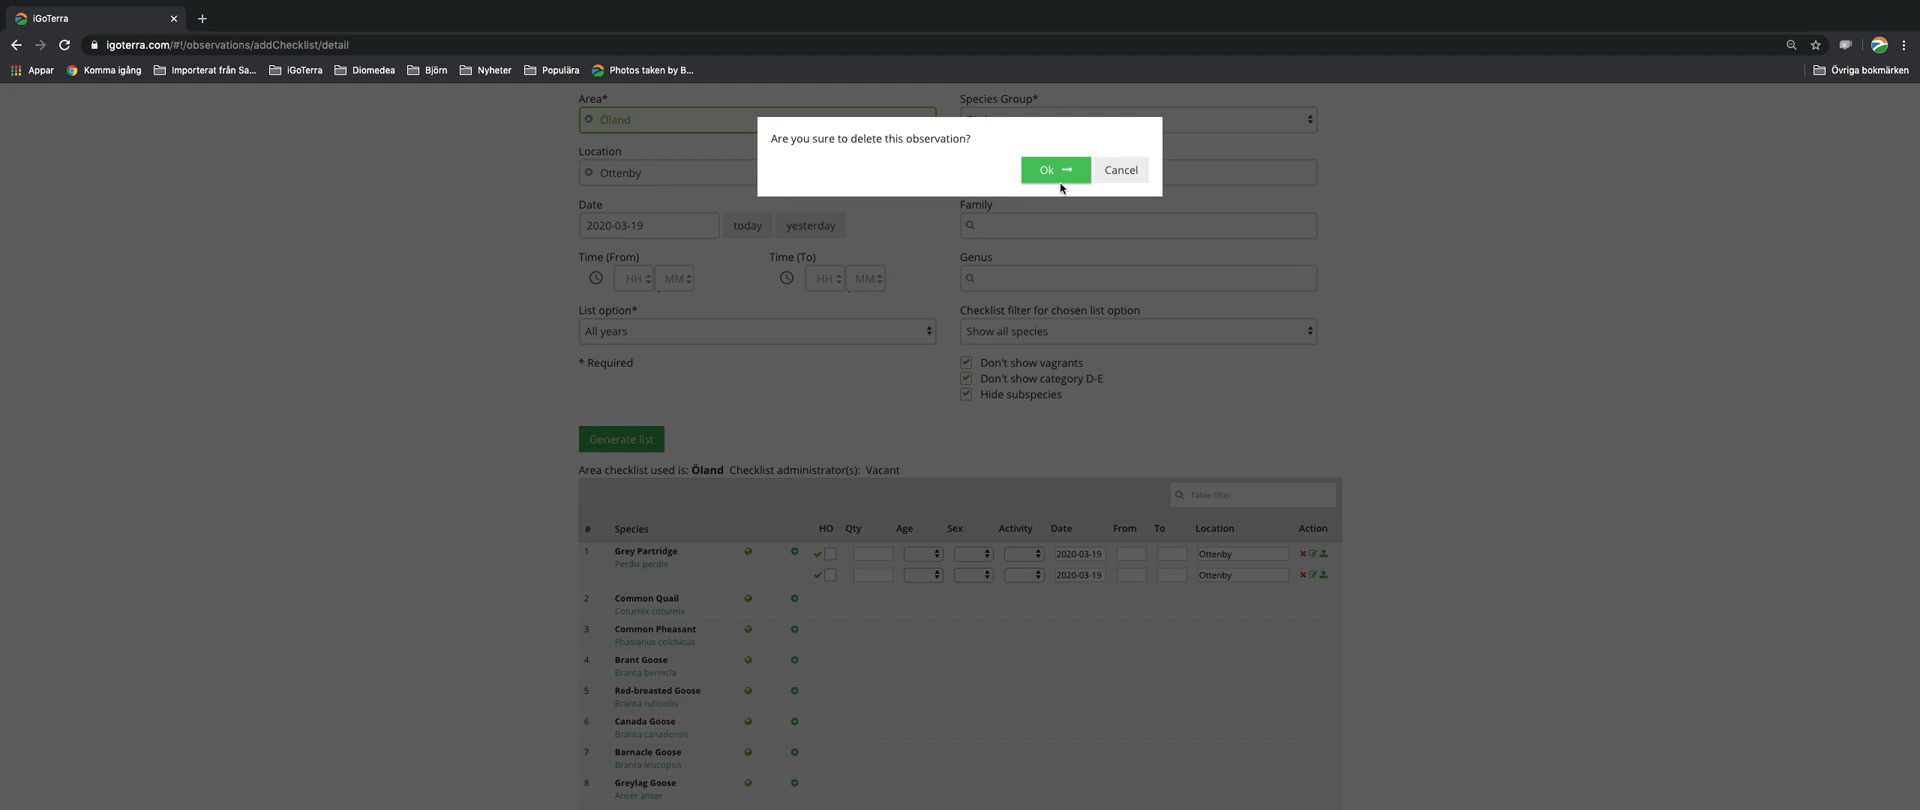 iGoTerra
igoterra.com/#!/observations/addChecklist/detail
Appar Komma igång Importerat från Sa... iGoTerra Diomedea Björn Nyheter Populära Photos taken by B... Övriga bokmärken
Area* Species Group*
Öland
Are you sure to delete this observation?
Location
Ok Cancel
Ottenby
Date Family
2020-03-19 today yesterday
Time (From) Time (To) Genus
HH MM HH MM
List option* Checklist filter for chosen list option
All years Show all species
* Required Don't show vagrants
Don't show category D-E
Hide subspecies
Generate list
Area checklist used is: Öland Checklist administrator(s): Vacant
Table filter
# Species HO Qty Age Sex Activity Date From To Location Action
1 Grey Partridge 2020-03-19 Ottenby
Perdix perdix
2020-03-19 Ottenby
2 Common Quail
Coturnix coturnix
3 Common Pheasant
Phasianus colchicus
4 Brant Goose
Branta bernicla
5 Red-breasted Goose
Branta ruficollis
6 Canada Goose
Branta canadensis
7 Barnacle Goose
Branta leucopsis
8 Greylag Goose
Anser anser